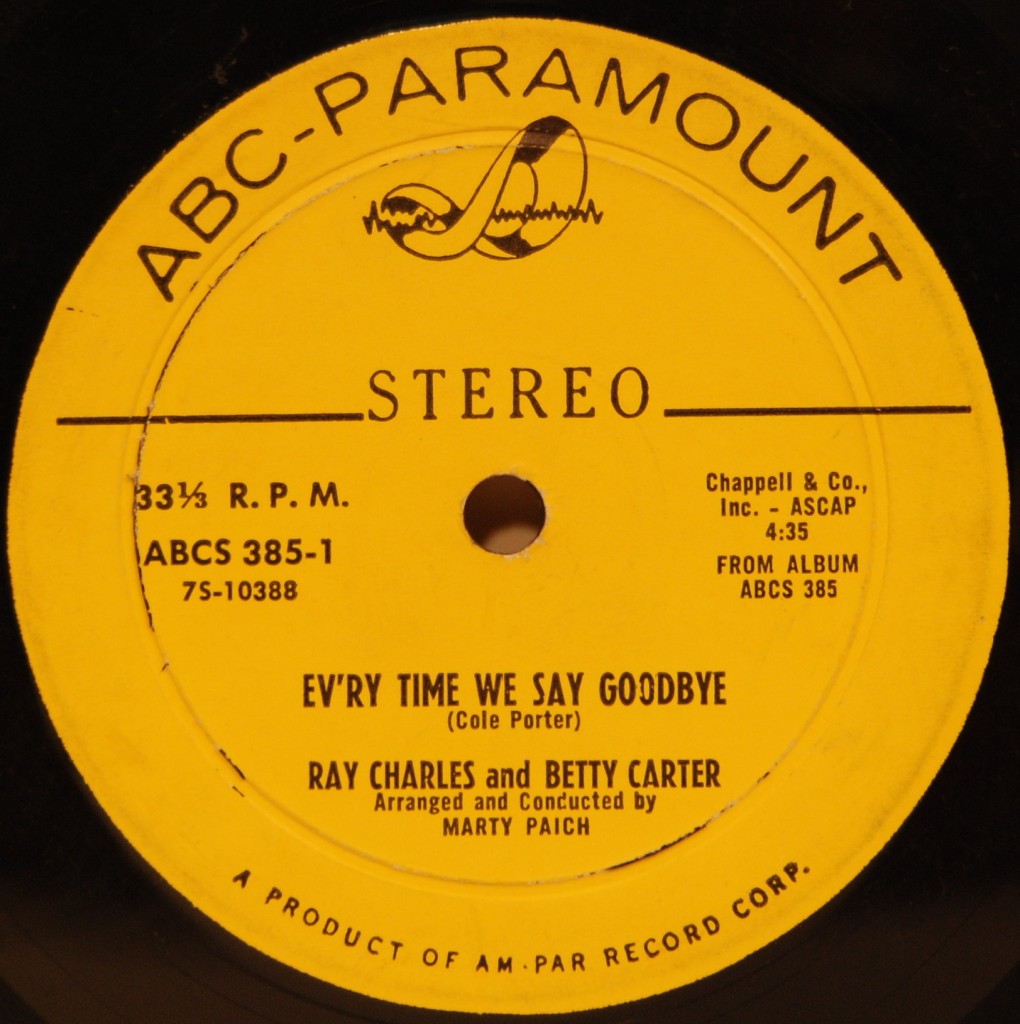 ABC-PARAMOUNT
STEREO
33⅓ R. P. M.
ABCS 385-1
7S-10388
Chappell & Co.,
Inc. - ASCAP
4:35
FROM ALBUM
ABCS 385
EV'RY TIME WE SAY GOODBYE
(Cole Porter)
RAY CHARLES and BETTY CARTER
Arranged and Conducted by
MARTY PAICH
A PRODUCT OF AM-PAR RECORD CORP.